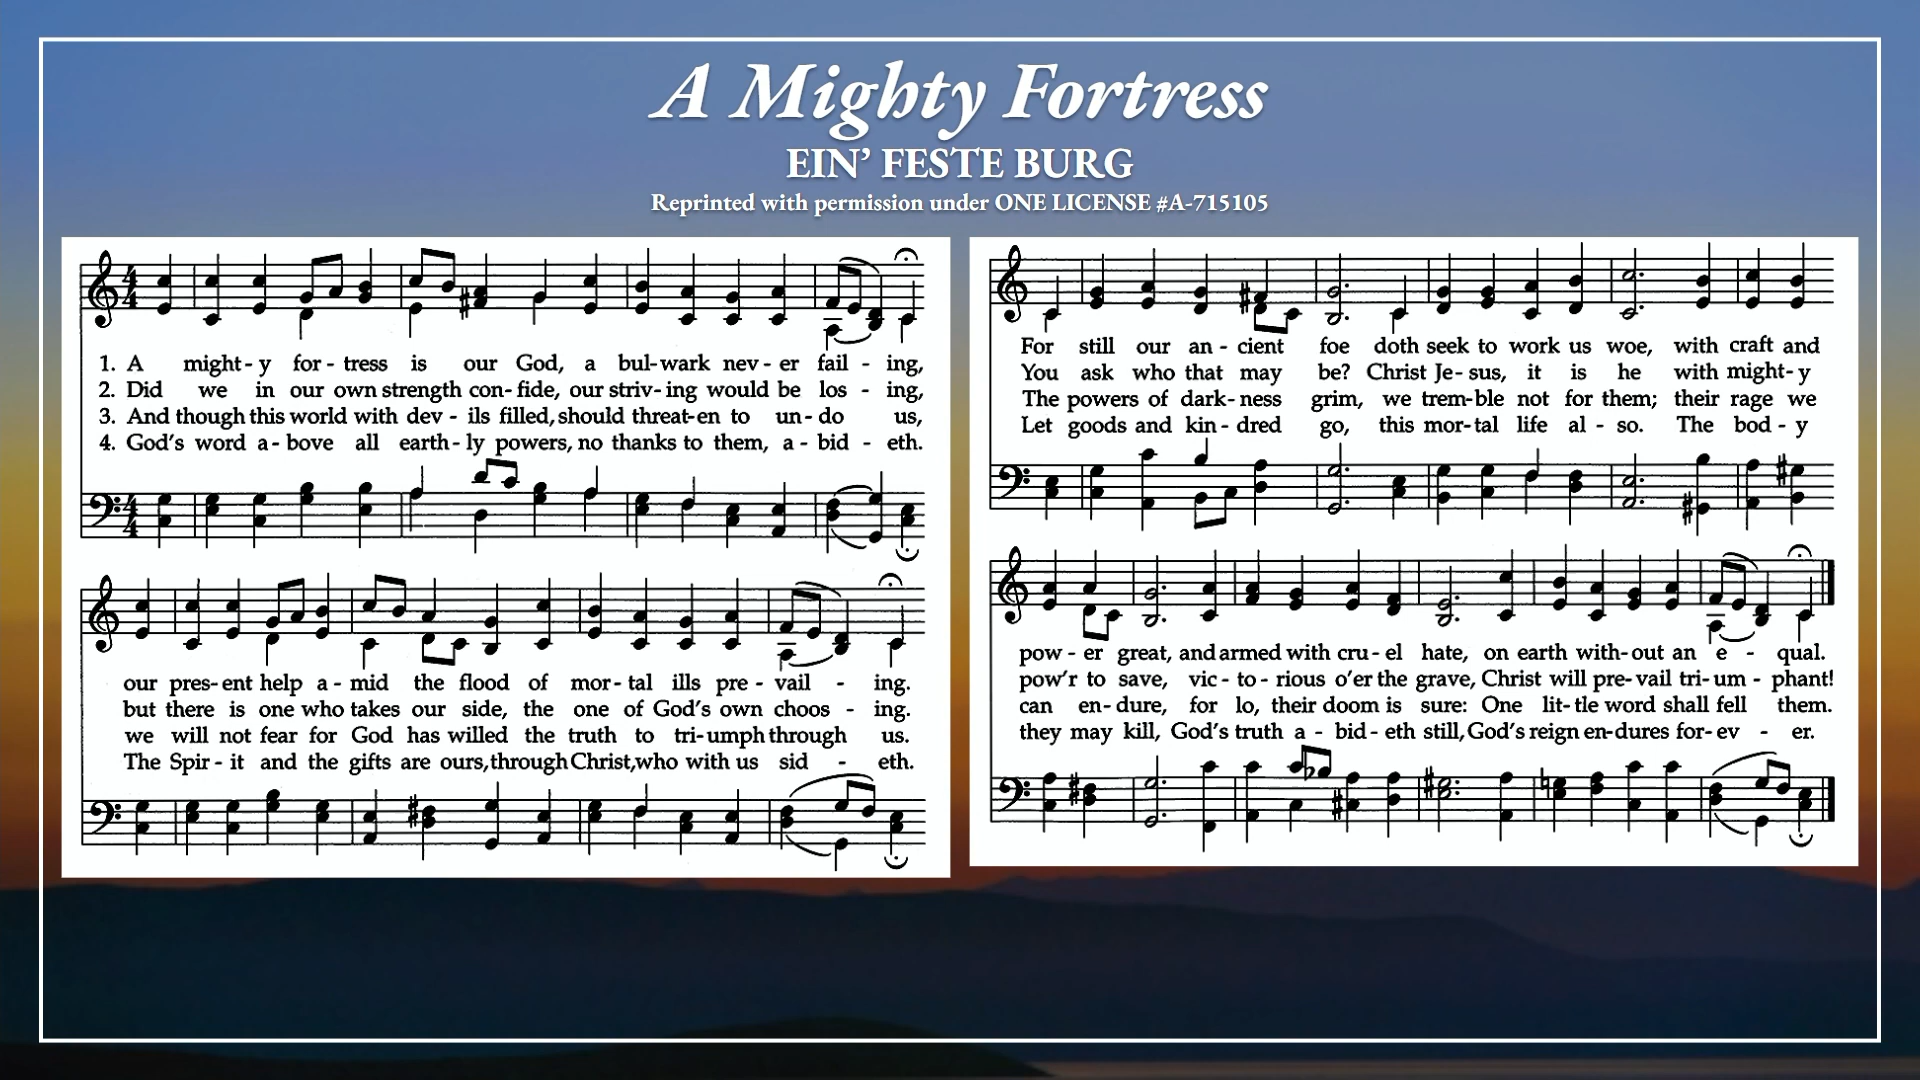 A Mighty Fortress
EIN’ FESTE BURG
Reprinted with permission under ONE LICENSE #A-715105
1. A might-y for-tress is our God, a bul-wark nev-er fail-ing,
2. Did we in our own strength con-fide, our striv-ing would be los-ing,
3. And though this world with dev-ils filled, should threat-en to un-do us,
4. God’s word a-bove all earth-ly powers, no thanks to them, a-bid-eth.
our pres-ent help a-mid the flood of mor-tal ills pre-vail-ing.
but there is one who takes our side, the one of God’s own choos-ing.
we will not fear for God has willed the truth to tri-umph through us.
The Spir-it and the gifts are ours, through Christ, who with us sid-eth.
For still our an-cient foe doth seek to work us woe, with craft and
You ask who that may be? Christ Je-sus, it is he with might-y
The powers of dark-ness grim, we trem-ble not for them; their rage we
Let goods and kin-dred go, this mor-tal life al-so. The bod-y
pow-er great, and armed with cru-el hate, on earth with-out an e-qual.
pow’r to save, vic-to-rious o’er the grave, Christ will pre-vail tri-um-phant!
can en-dure, for lo, their doom is sure: One lit-tle word shall fell them.
they may kill, God’s truth a-bid-eth still, God’s reign en-dures for-ev-er.